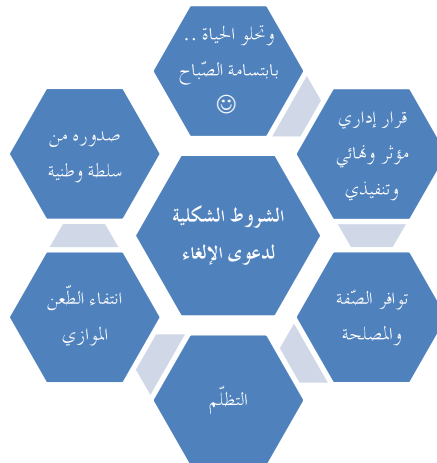 وتحلو الحياة ..
بابتسامة الصّباح
☺
قرار إداري
مؤثر ونهائي
وتنفيذي
صدوره من
سلطة وطنية
الشروط الشكلية
لدعوى الإلغاء
توافر الصّفة
والمصلحة
انتفاء الطّعن
الموازي
التظلّم